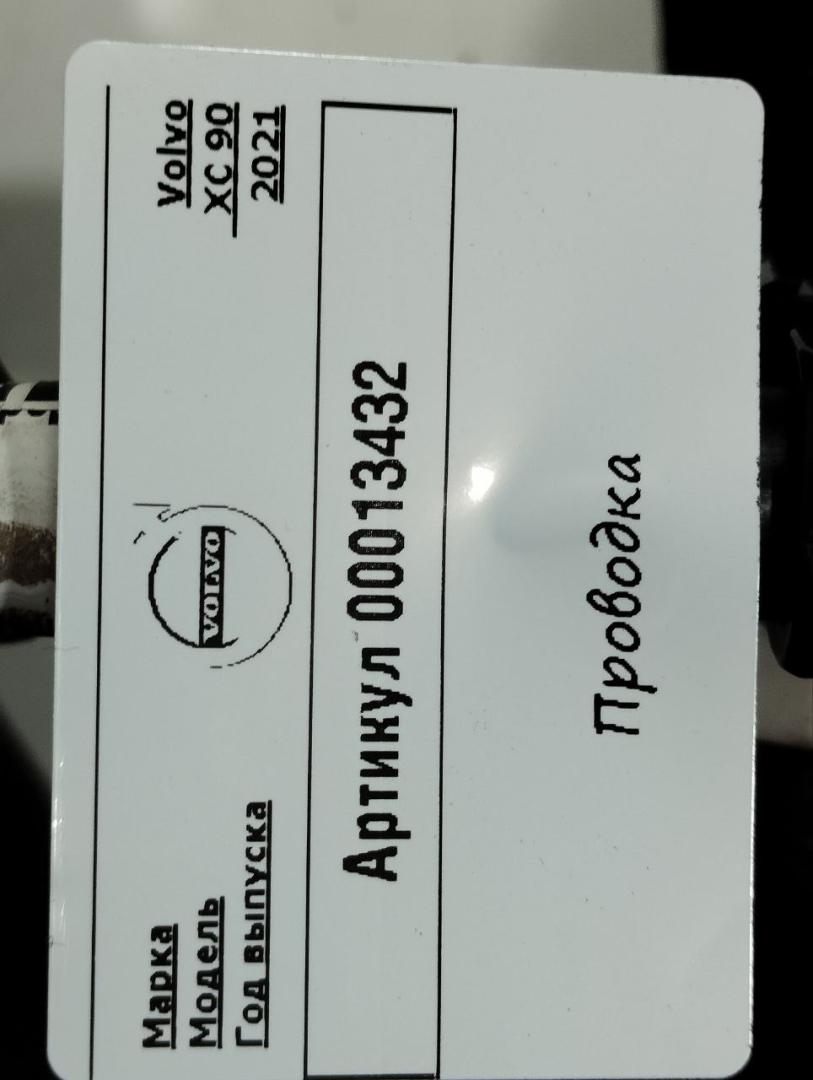 Марка Volvo
Модель XC 90
Год выпуска 2021
VOLVO
Артикул 00013432
Проводка